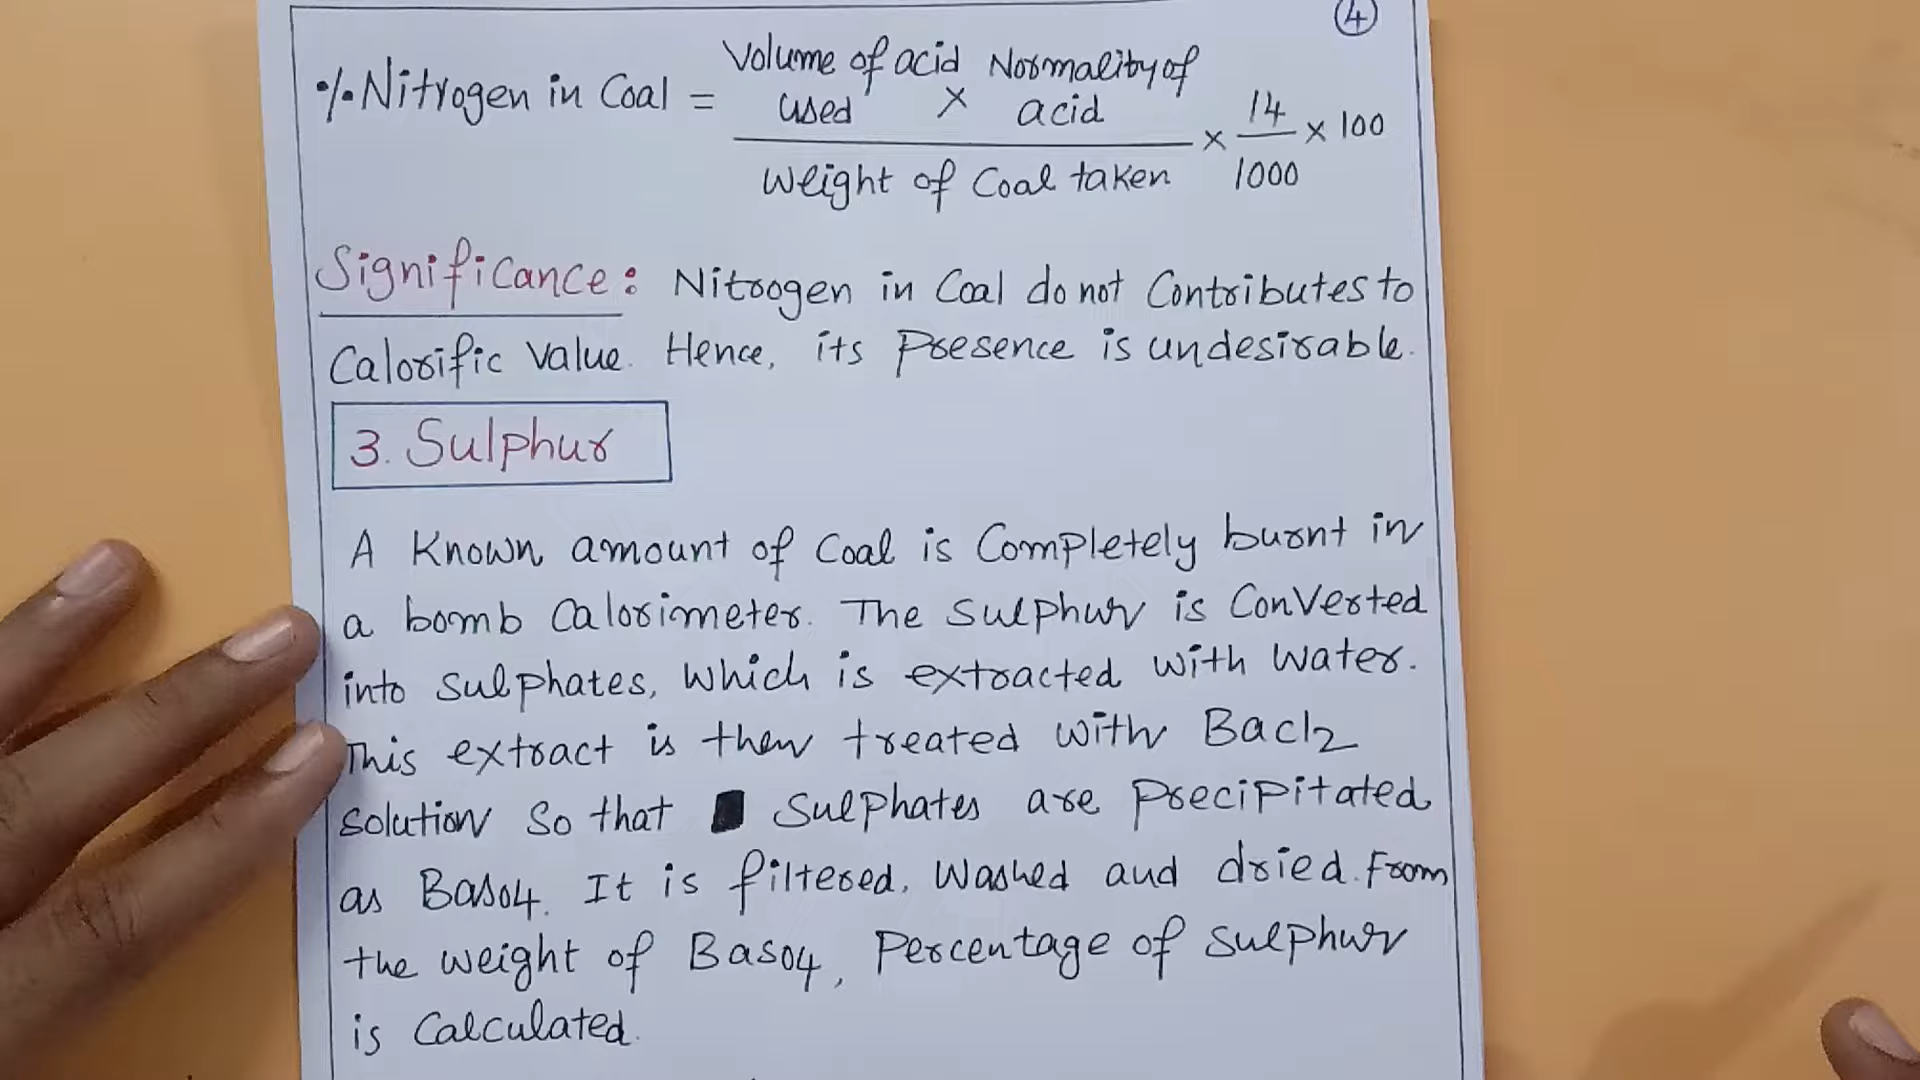 4
% Nitrogen in Coal = Volume of acid used × Normality of acid / Weight of Coal taken × 14/1000 × 100
Significance: Nitrogen in Coal do not Contributes to
Calorific value. Hence, its Presence is undesirable.
3. Sulphur
A Known amount of Coal is Completely burnt in
a bomb Calorimeter. The Sulphur is Converted
into sulphates, which is extracted with water.
This extract is then treated with Bacl2
solution so that sulphates are Precipitated
as Baso4. It is filtered, washed and dried. From
the weight of Baso4, Percentage of sulphur
is Calculated.